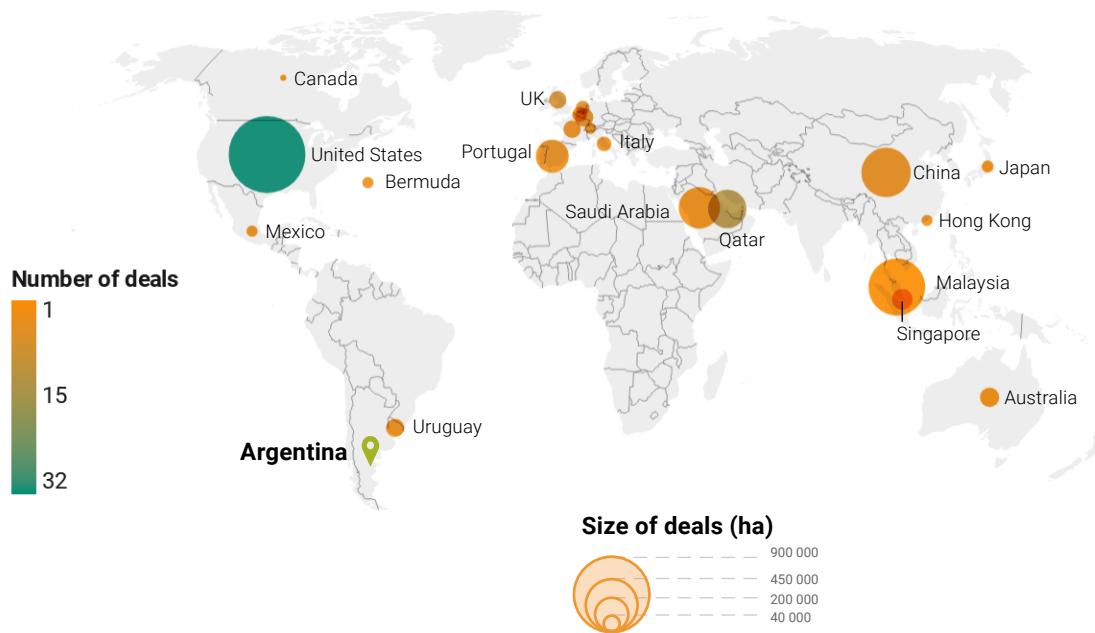 Canada
UK
United States
Portugal
Italy
Bermuda
China
Japan
Saudi Arabia
Qatar
Hong Kong
Mexico
Malaysia
Singapore
Number of deals
1
15
32
Australia
Uruguay
Argentina
Size of deals (ha)
900 000
450 000
200 000
40 000